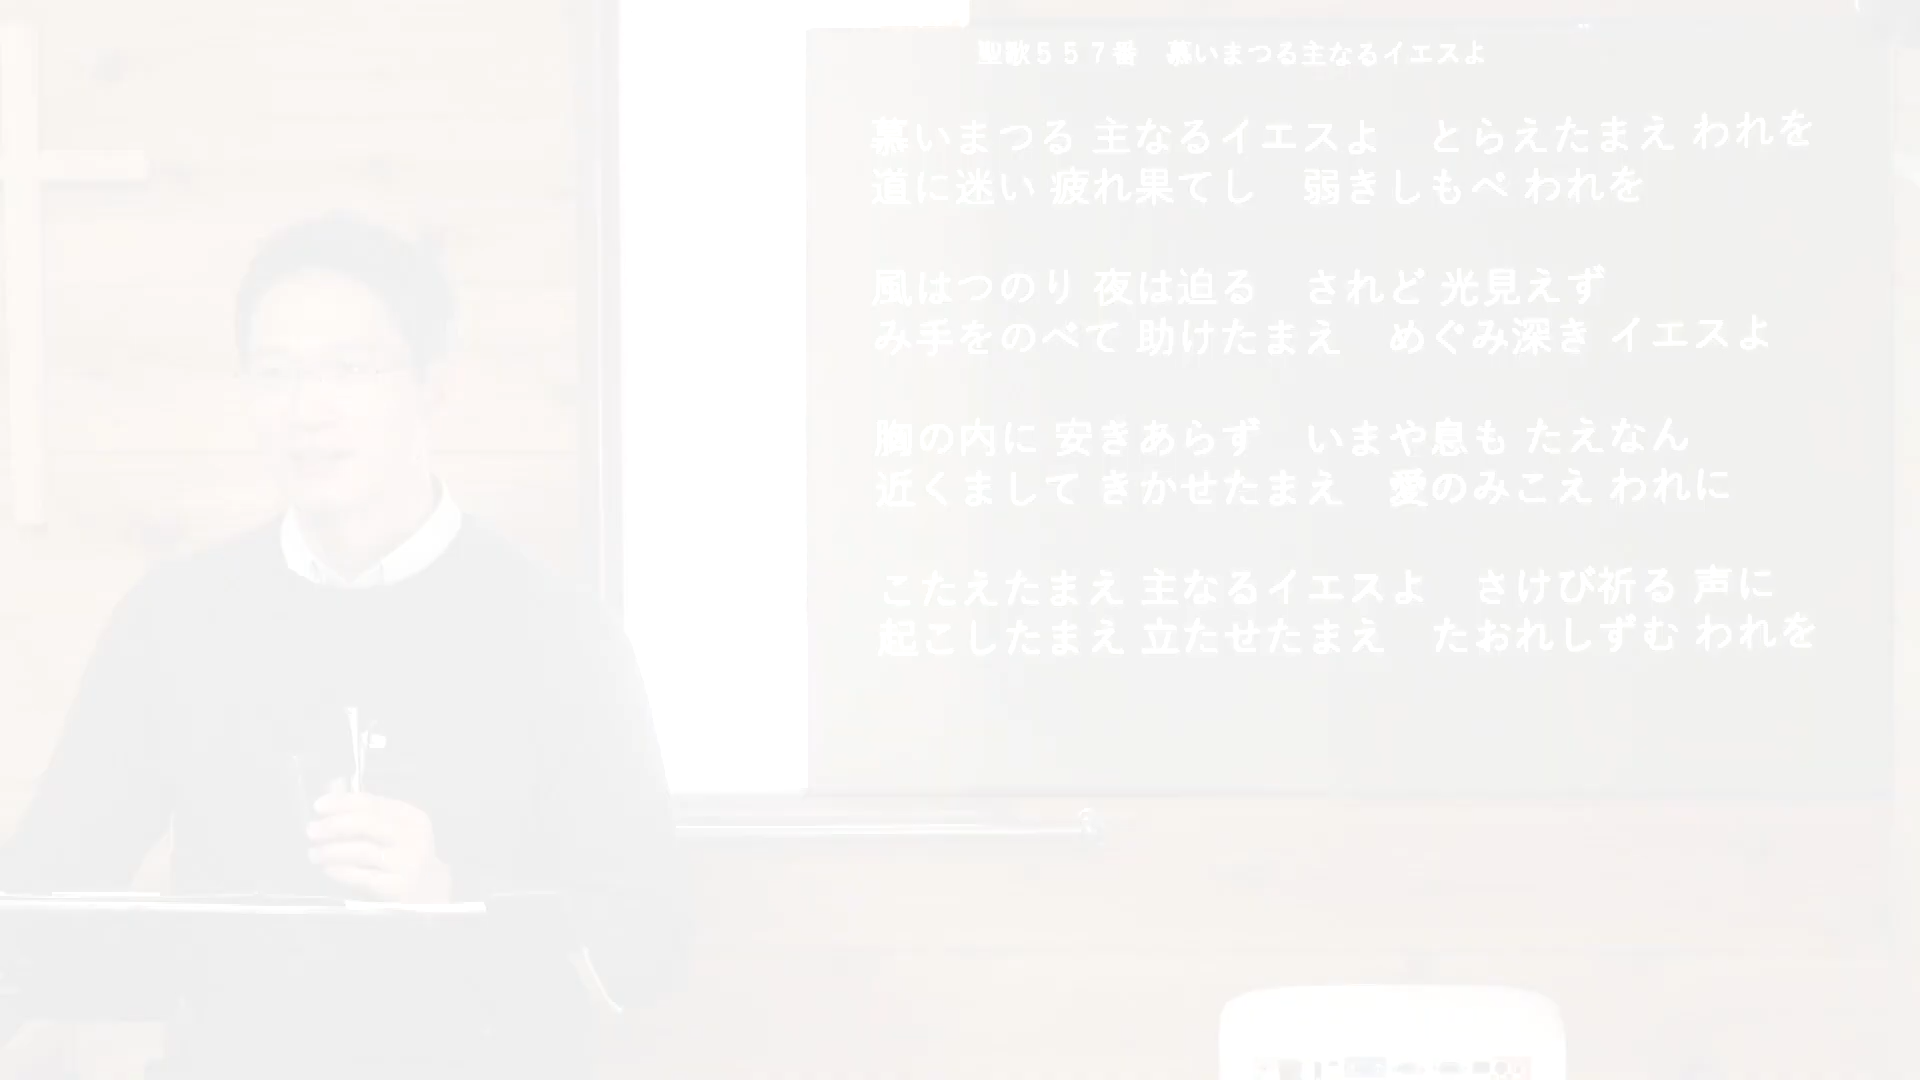 聖歌５５７番　慕いまつる主なるイエスよ
慕いまつる 主なるイエスよ　とらえたまえ われを
道に迷い 疲れ果てし　弱きしもべ われを
風はつのり 夜は迫る　されど 光見えず
み手をのべて 助けたまえ　めぐみ深き イエスよ
胸の内に 安きあらず　いまや息も たえなん
近くまして きかせたまえ　愛のみこえ われに
こたえたまえ 主なるイエスよ　さけび祈る 声に
起こしたまえ 立たせたまえ　たおれしずむ われを